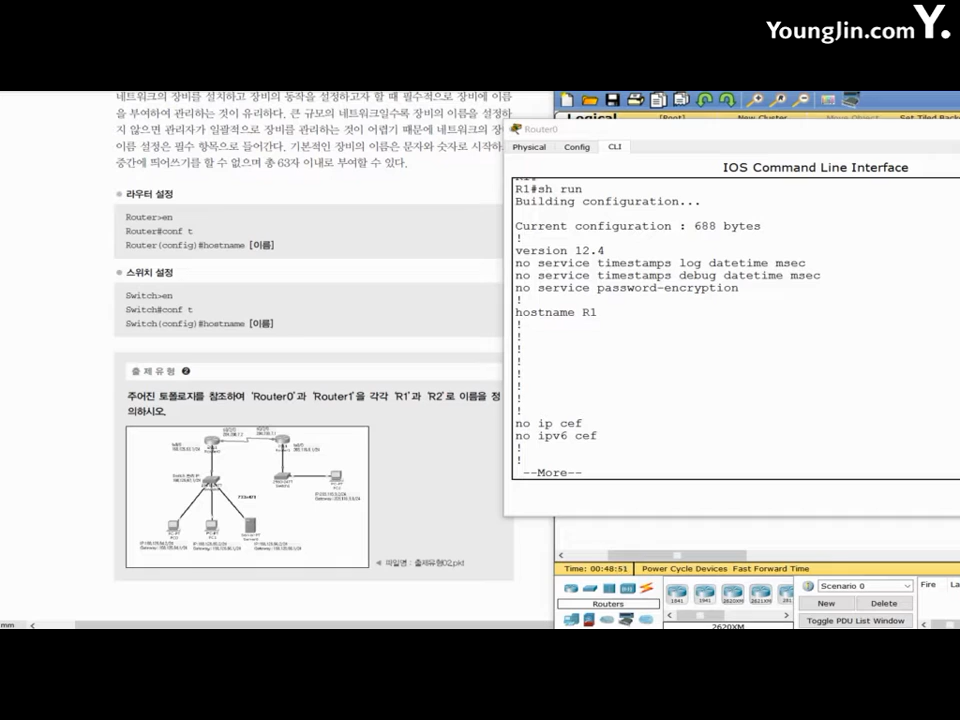 YoungJin.com Y.
네트워크의 장비를 설치하고 장비의 동작을 설정하고자 할 때 필수적으로 장비에 이름
을 부여하여 관리하는 것이 유리하다. 큰 규모의 네트워크일수록 장비의 이름을 설정하
지 않으면 관리자가 일괄적으로 장비를 관리하는 것이 어렵기 때문에 네트워크의 장
이름 설정은 필수 항목으로 들어간다. 기본적인 장비의 이름은 문자와 숫자로 시작하
중간에 띄어쓰기를 할 수 없으며 총 63자 이내로 부여할 수 있다.
라우터 설정
Router>en
Router#conf t
Router(config)#hostname [이름]
스위치 설정
Switch>en
Switch#conf t
Switch(config)#hostname [이름]
출제유형 ❷
주어진 토폴로지를 참조하여 'Router0'과 'Router1'을 각각 'R1'과 'R2'로 이름을 정
의하시오.
◀ 파일명 : 출제유형02.pkt
mm
Logical
[Root]
New Cluster
Move Object
Set Tiled Back
Router0
Physical
Config
CLI
IOS Command Line Interface
R1#sh run
Building configuration...
Current configuration : 688 bytes
!
version 12.4
no service timestamps log datetime msec
no service timestamps debug datetime msec
no service password-encryption
!
hostname R1
!
!
!
!
!
!
!
!
no ip cef
no ipv6 cef
!
!
--More--
Time: 00:48:51
Power Cycle Devices Fast Forward Time
Routers
1841
1941
2620XM
2621XM
281
2620XM
Scenario 0
Fire
La
New
Delete
Toggle PDU List Window